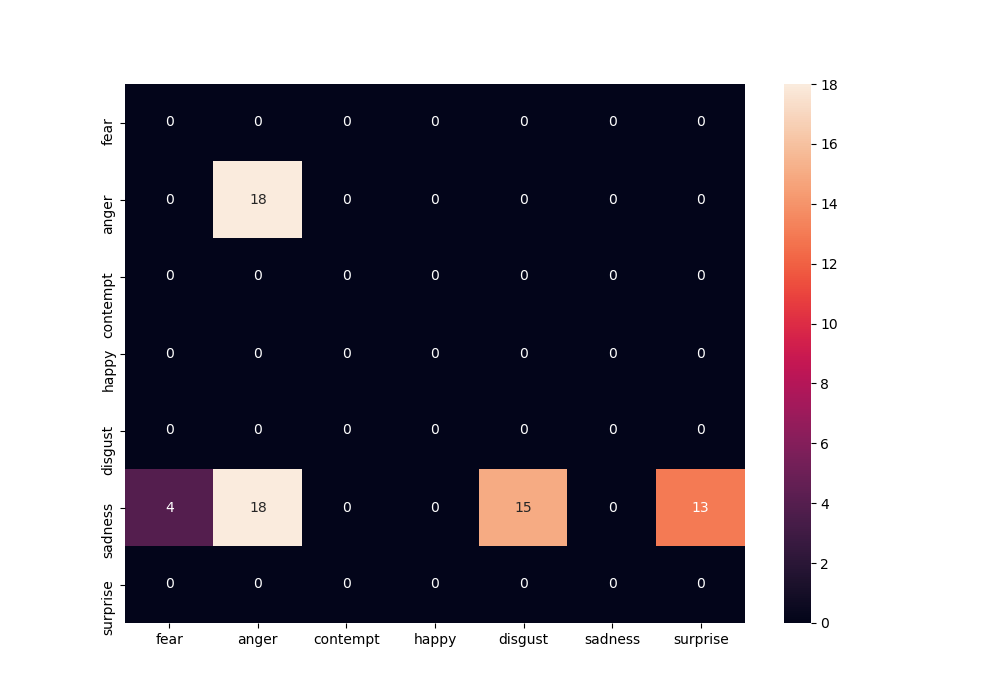 18
fear 0 0 0 0 0 0 0
16
anger 0 18 0 0 0 0 0
14
12
contempt 0 0 0 0 0 0 0
10
happy 0 0 0 0 0 0 0
8
disgust 0 0 0 0 0 0 0
6
sadness 4 18 0 0 15 0 13
4
2
surprise 0 0 0 0 0 0 0
0
fear anger contempt happy disgust sadness surprise